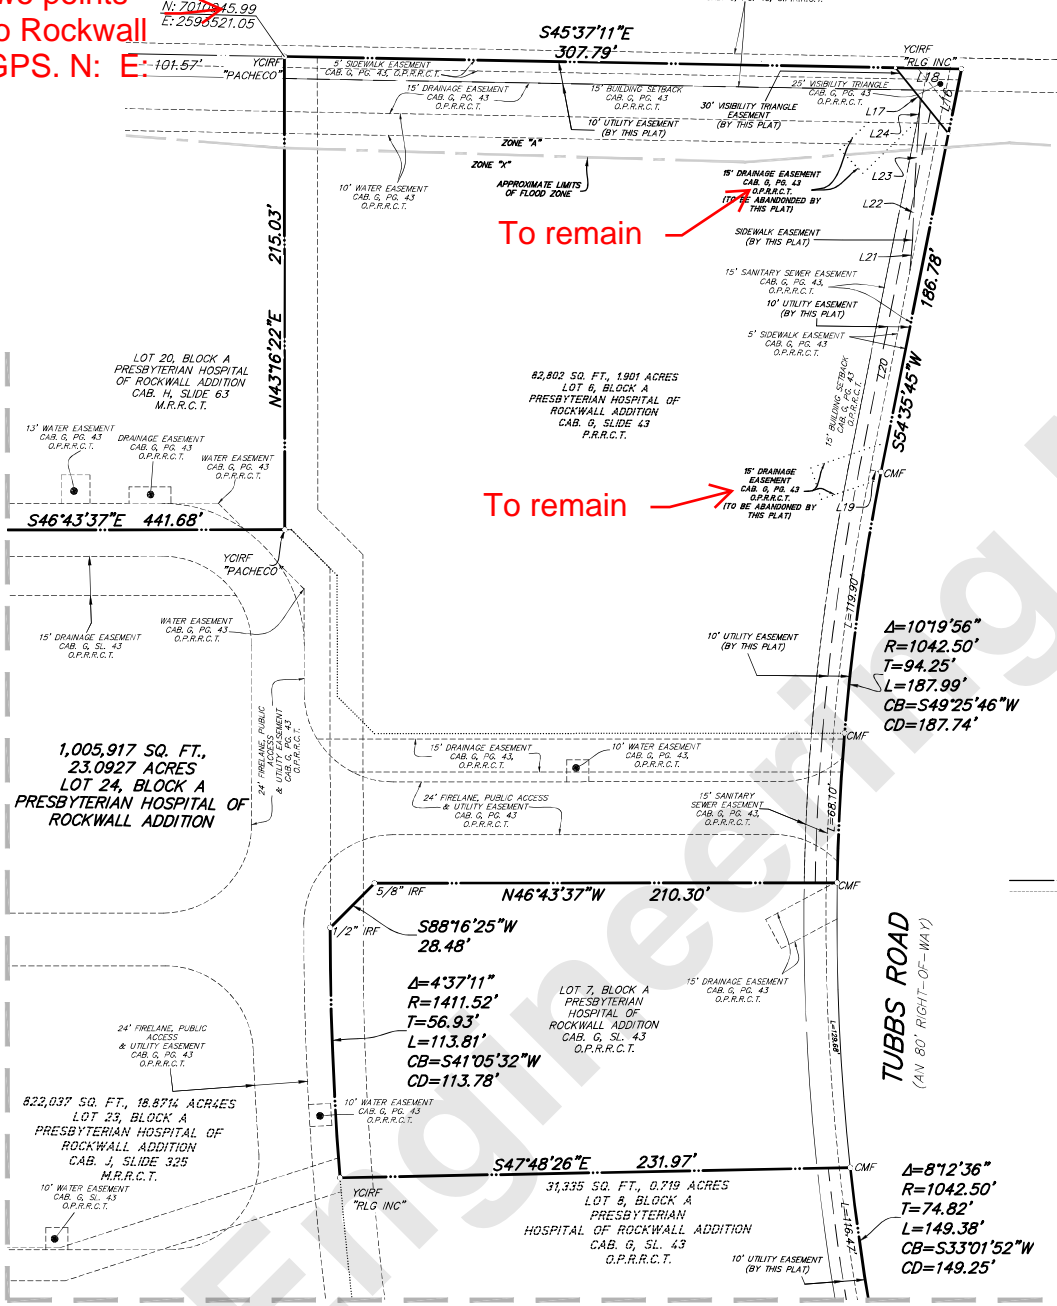 wo points
o Rockwall
GPS. N: E:
E:2596521.05
101.57'
S45°37'11"E
307.79'
YCIRF
"PACHECO"
YCIRF
"RLG INC"
5' SIDEWALK EASEMENT
CAB. G, PG. 43, O.P.R.R.C.T.
15' DRAINAGE EASEMENT
CAB. G, PG. 43
O.P.R.R.C.T.
15' BUILDING SETBACK
CAB. G, PG. 43
O.P.R.R.C.T.
10' UTILITY EASEMENT
(BY THIS PLAT)
30' VISIBILITY TRIANGLE
EASEMENT
(BY THIS PLAT)
25' VISIBILITY TRIANGLE
CAB. G, PG. 43
O.P.R.R.C.T.
L18
L16
L17
L24
L23
L22
L21
L20
L19
ZONE "A"
ZONE "X"
APPROXIMATE LIMITS
OF FLOOD ZONE
10' WATER EASEMENT
CAB. G, PG. 43
O.P.R.R.C.T.
15' DRAINAGE EASEMENT
CAB. G, PG. 43
O.P.R.R.C.T.
(TO BE ABANDONDED BY
THIS PLAT)
To remain
SIDEWALK EASEMENT
(BY THIS PLAT)
15' SANITARY SEWER EASEMENT
CAB. G, PG. 43,
O.P.R.R.C.T.
10' UTILITY EASEMENT
(BY THIS PLAT)
5' SIDEWALK EASEMENT
CAB. G, PG. 43
O.P.R.R.C.T.
186.78'
S54°35'45"W
15' BUILDING SETBACK
CAB. G, PG. 43
O.P.R.R.C.T.
215.03'
N43°16'22"E
LOT 20, BLOCK A
PRESBYTERIAN HOSPITAL
OF ROCKWALL ADDITION
CAB. H, SLIDE 63
M.R.R.C.T.
82,802 SQ. FT., 1.901 ACRES
LOT 6, BLOCK A
PRESBYTERIAN HOSPITAL OF
ROCKWALL ADDITION
CAB. G, SLIDE 43
P.R.R.C.T.
13' WATER EASEMENT
CAB. G, PG. 43
O.P.R.R.C.T.
DRAINAGE EASEMENT
CAB. G, PG. 43
O.P.R.R.C.T.
WATER EASEMENT
CAB. G, PG. 43
O.P.R.R.C.T.
15' DRAINAGE
EASEMENT
CAB. G, PG. 43
O.P.R.R.C.T.
(TO BE ABANDONED BY
THIS PLAT)
To remain
CMF
S46°43'37"E 441.68'
YCIRF
"PACHECO"
15' DRAINAGE EASEMENT
CAB. G, SL. 43
O.P.R.R.C.T.
WATER EASEMENT
CAB. G, PG. 43
O.P.R.R.C.T.
L=119.90'
10' UTILITY EASEMENT
(BY THIS PLAT)
Δ=10°19'56"
R=1042.50'
T=94.25'
L=187.99'
CB=S49°25'46"W
CD=187.74'
CMF
24' FIRELANE, PUBLIC
ACCESS
& UTILITY EASEMENT
CAB. G, PG. 43
O.P.R.R.C.T.
1,005,917 SQ. FT.,
23.0927 ACRES
LOT 24, BLOCK A
PRESBYTERIAN HOSPITAL OF
ROCKWALL ADDITION
15' DRAINAGE EASEMENT
CAB. G, PG. 43,
O.P.R.R.C.T.
10' WATER EASEMENT
CAB. G, PG. 43,
O.P.R.R.C.T.
24' FIRELANE, PUBLIC ACCESS
& UTILITY EASEMENT
CAB. G, PG. 43
O.P.R.R.C.T.
15' SANITARY
SEWER EASEMENT
CAB. G, PG. 43,
O.P.R.R.C.T.
L=68.10'
CMF
5/8" IRF
N46°43'37"W 210.30'
1/2" IRF
S88°16'25"W
28.48'
Δ=4°37'11"
R=1411.52'
T=56.93'
L=113.81'
CB=S41°05'32"W
CD=113.78'
LOT 7, BLOCK A
PRESBYTERIAN
HOSPITAL OF
ROCKWALL ADDITION
CAB. G, SL. 43
O.P.R.R.C.T.
15' DRAINAGE EASEMENT
CAB. G, PG. 43
O.P.R.R.C.T.
TUBBS ROAD
(AN 80' RIGHT-OF-WAY)
L=129.68'
24' FIRELANE, PUBLIC
ACCESS
& UTILITY EASEMENT
CAB. G, PG. 43
O.P.R.R.C.T.
10' WATER EASEMENT
CAB. G, PG. 43
O.P.R.R.C.T.
822,037 SQ. FT., 18.8714 ACR4ES
LOT 23, BLOCK A
PRESBYTERIAN HOSPITAL OF
ROCKWALL ADDITION
CAB. J, SLIDE 325
M.R.R.C.T.
10' WATER EASEMENT
CAB. G, SL. 43
O.P.R.R.C.T.
S47°48'26"E 231.97'
CMF
YCIRF
"RLG INC"
31,335 SQ. FT., 0.719 ACRES
LOT 8, BLOCK A
PRESBYTERIAN
HOSPITAL OF ROCKWALL ADDITION
CAB. G, SL. 43
O.P.R.R.C.T.
L=116.47'
10' UTILITY EASEMENT
(BY THIS PLAT)
Δ=8°12'36"
R=1042.50'
T=74.82'
L=149.38'
CB=S33°01'52"W
CD=149.25'
Engineering